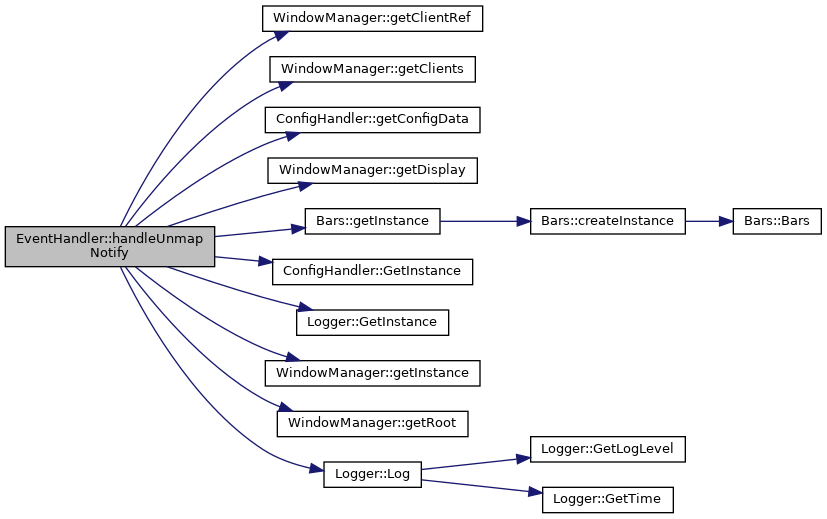 EventHandler::handleUnmap
Notify
WindowManager::getClientRef
WindowManager::getClients
ConfigHandler::getConfigData
WindowManager::getDisplay
Bars::getInstance
Bars::createInstance
Bars::Bars
ConfigHandler::GetInstance
Logger::GetInstance
WindowManager::getInstance
WindowManager::getRoot
Logger::Log
Logger::GetLogLevel
Logger::GetTime